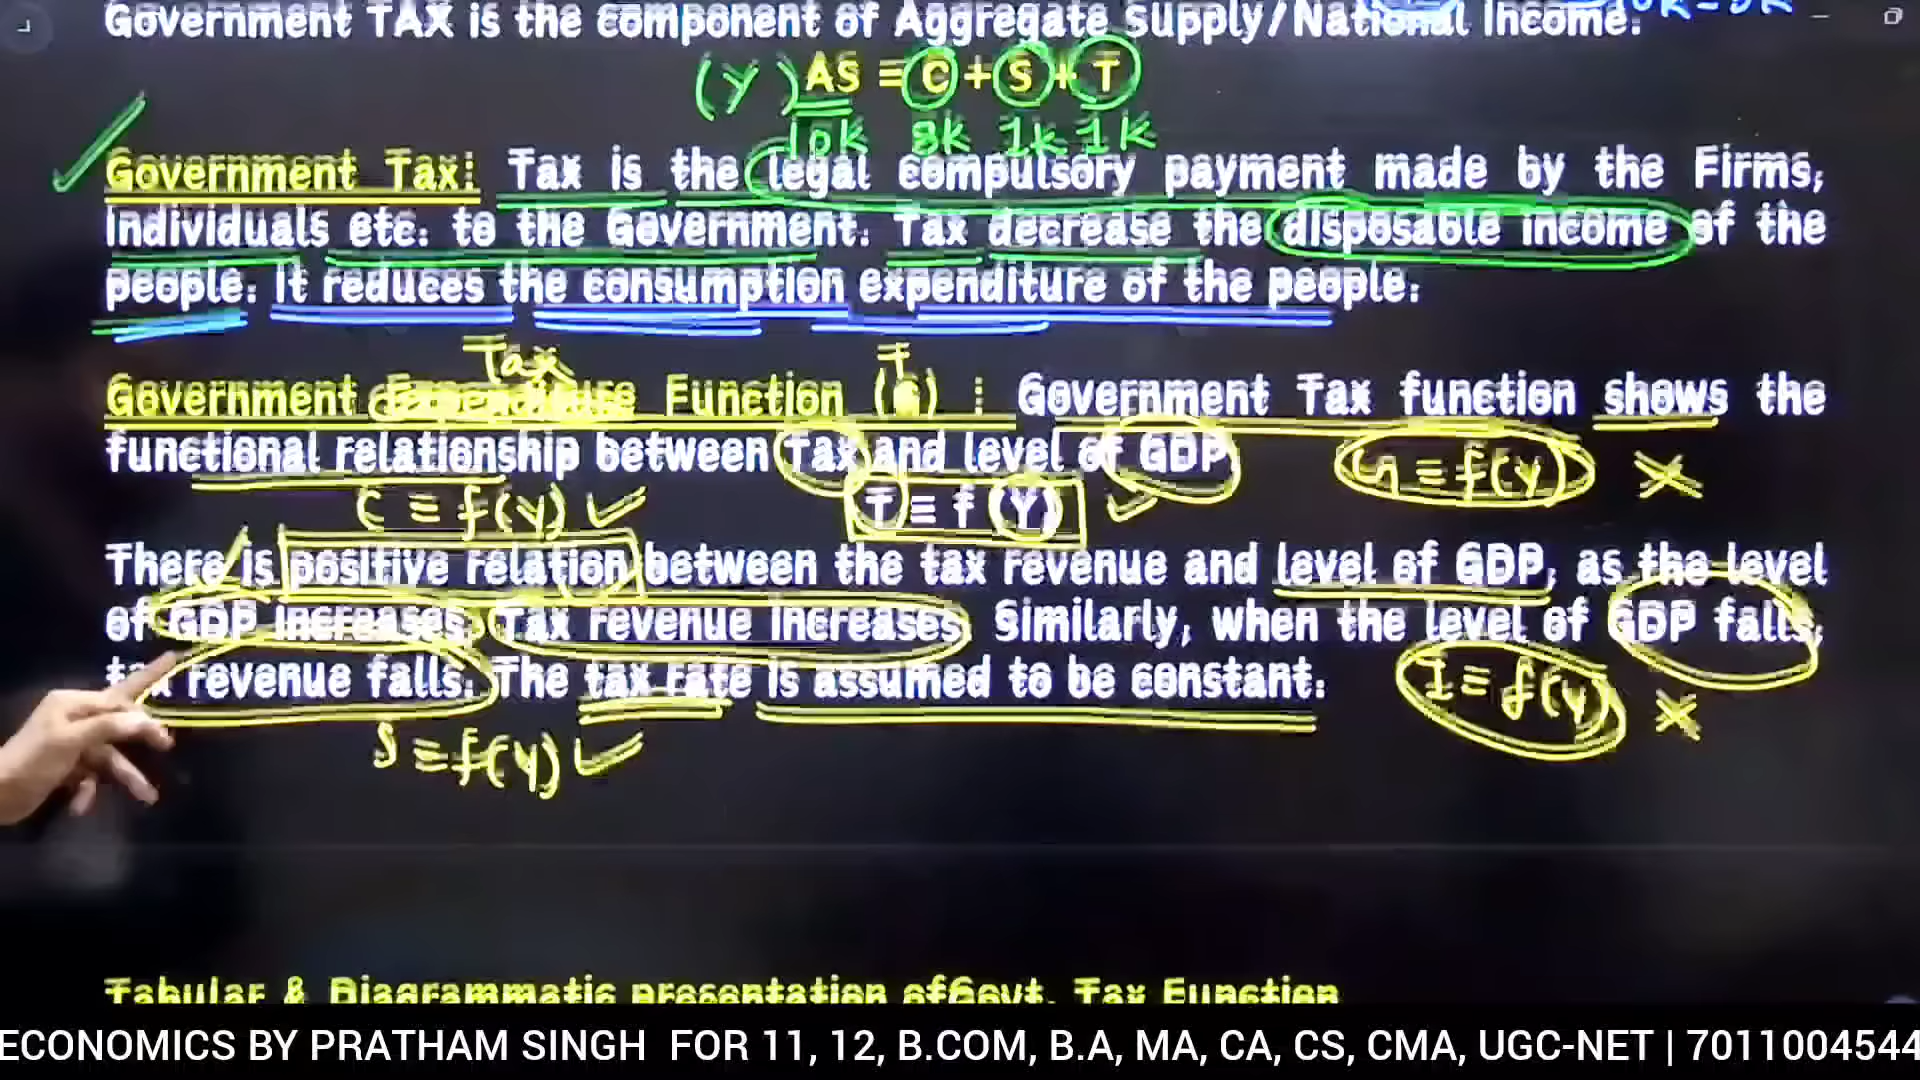 Government TAX is the component of Aggregate Supply/National Income.
(Y) AS = C + S + T
10K 8K 1K 1K
Government Tax: Tax is the legal compulsory payment made by the Firms,
Individuals etc. to the Government. Tax decrease the disposable income of the
people. It reduces the consumption expenditure of the people.
Tax T
Government Expenditure Function (G) : Government Tax function shows the
functional relationship between Tax and level of GDP
G = f(Y)
C = f(Y) T = f (Y)
There is positive relation between the tax revenue and level of GDP, as the level
of GDP increases, Tax revenue increases. Similarly, when the level of GDP falls,
tax revenue falls. The tax rate is assumed to be constant.
I = f(Y)
S = f(Y)
Tabular & Diagrammatic presentation of Govt. Tax Function
ECONOMICS BY PRATHAM SINGH FOR 11, 12, B.COM, B.A, MA, CA, CS, CMA, UGC-NET | 7011004544